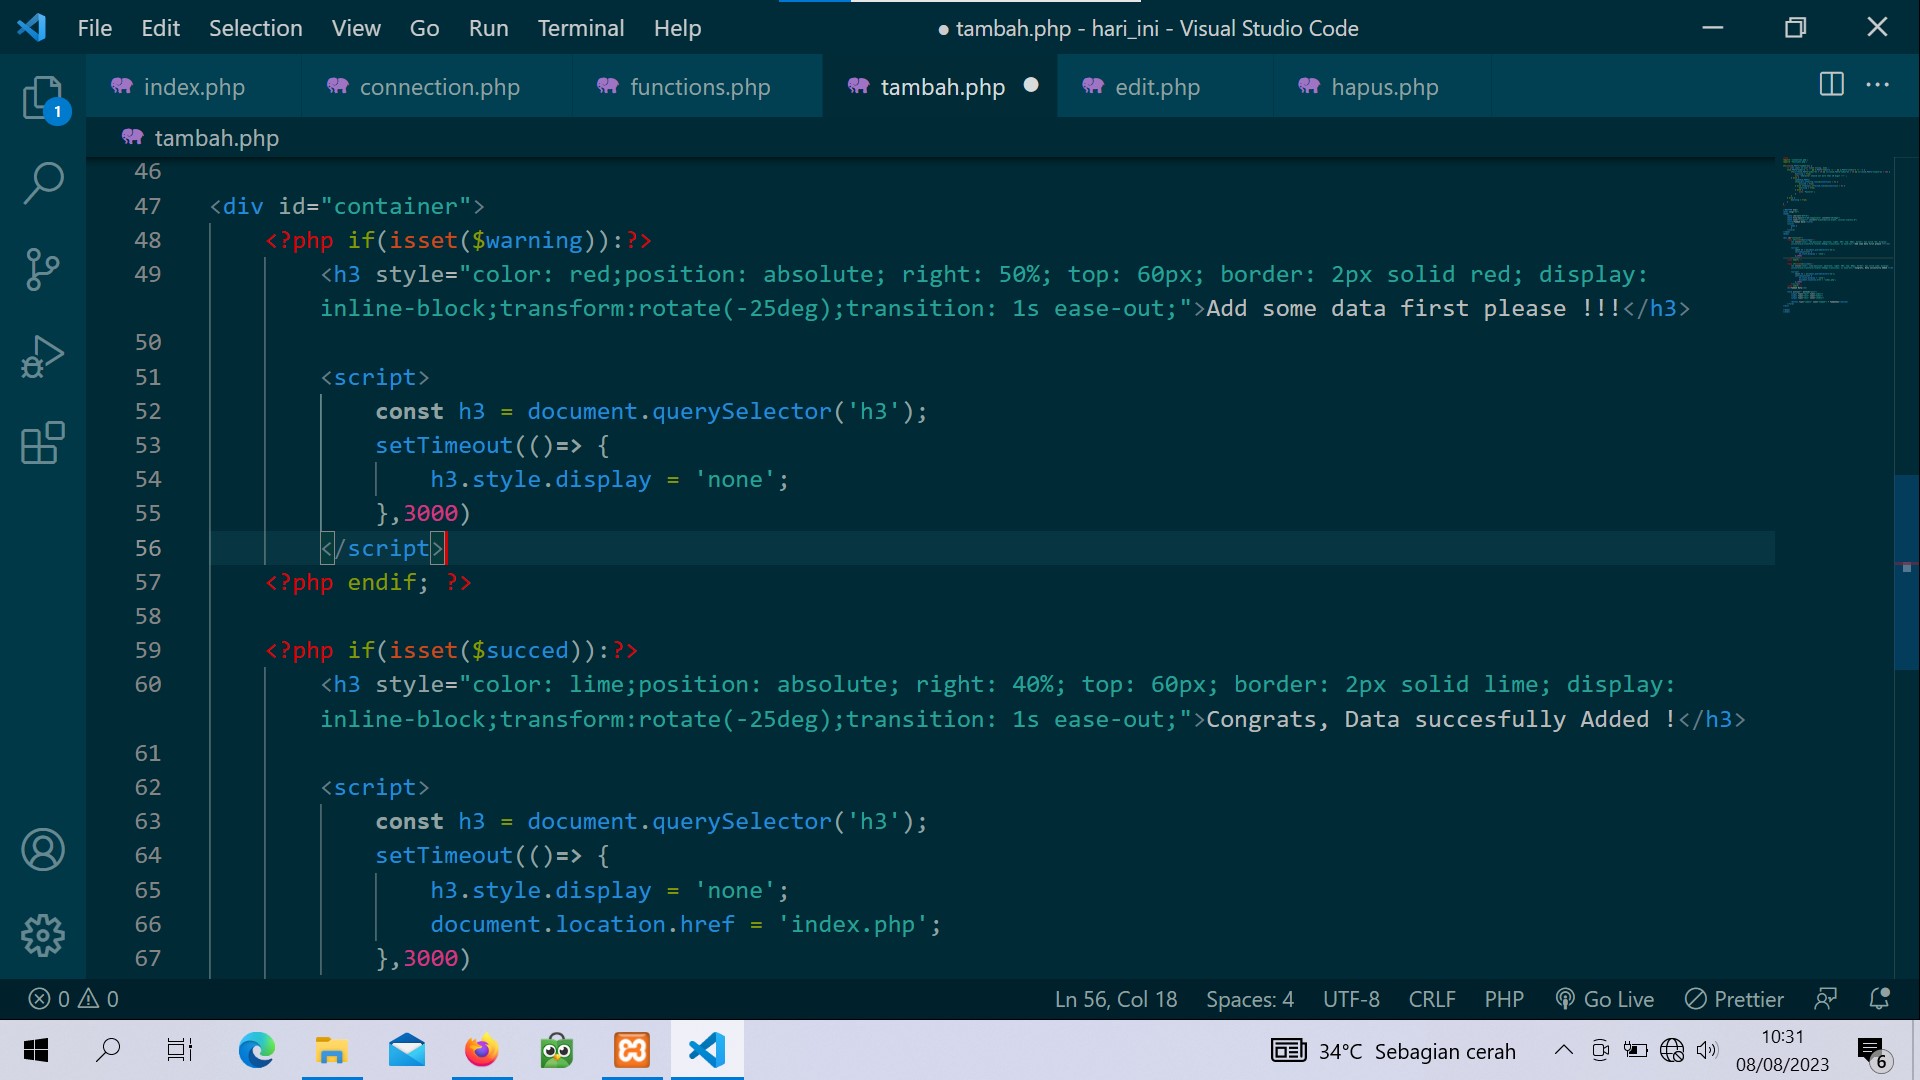 File Edit Selection View Go Run Terminal Help ● tambah.php - hari_ini - Visual Studio Code
index.php connection.php functions.php tambah.php edit.php hapus.php
1
tambah.php
46
47 <div id="container">
48 <?php if(isset($warning)):?>
49 <h3 style="color: red;position: absolute; right: 50%; top: 60px; border: 2px solid red; display:
inline-block;transform:rotate(-25deg);transition: 1s ease-out;">Add some data first please !!!</h3>
50
51 <script>
52 const h3 = document.querySelector('h3');
53 setTimeout(()=> {
54 h3.style.display = 'none';
55 },3000)
56 </script>
57 <?php endif; ?>
58
59 <?php if(isset($succed)):?>
60 <h3 style="color: lime;position: absolute; right: 40%; top: 60px; border: 2px solid lime; display:
inline-block;transform:rotate(-25deg);transition: 1s ease-out;">Congrats, Data succesfully Added !</h3>
61
62 <script>
63 const h3 = document.querySelector('h3');
64 setTimeout(()=> {
65 h3.style.display = 'none';
66 document.location.href = 'index.php';
67 },3000)
0 0 Ln 56, Col 18 Spaces: 4 UTF-8 CRLF PHP Go Live Prettier
34°C Sebagian cerah 10:31
08/08/2023
6